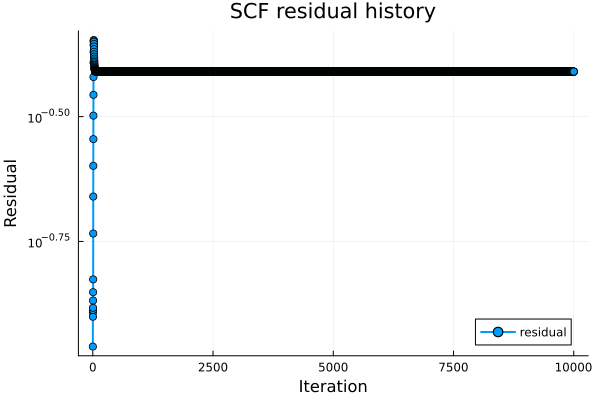 SCF residual history
Residual
10^−0.50
10^−0.75
0 2500 5000 7500 10000
Iteration
residual